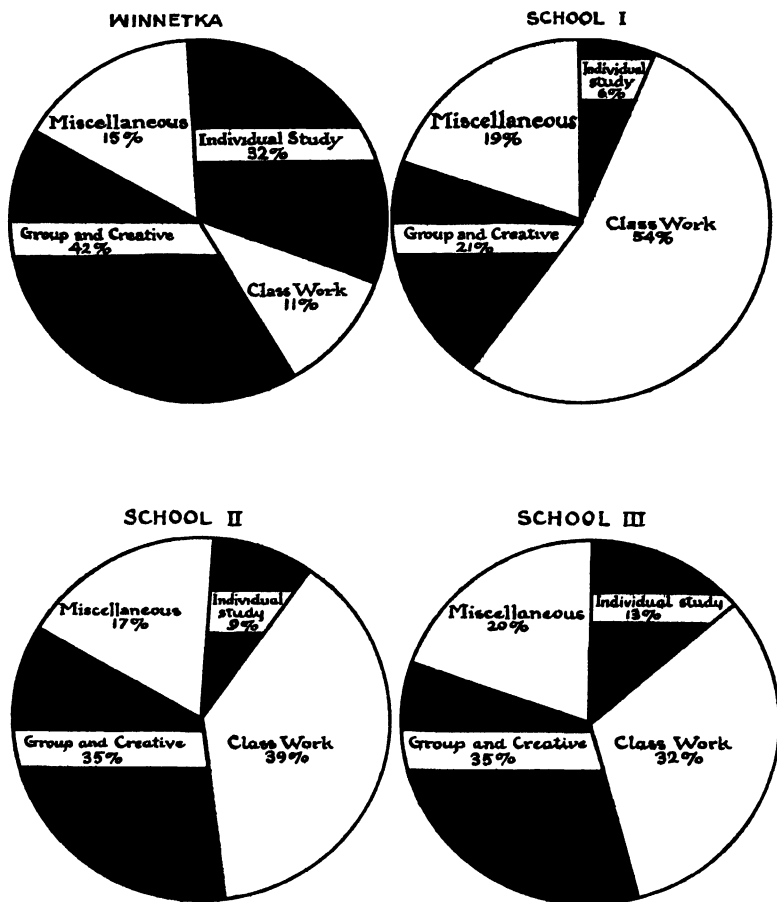 WINNETKA
Miscellaneous
15%
Individual Study
32%
Group and Creative
42%
Class Work
11%
SCHOOL I
Individual
study
6%
Miscellaneous
19%
Class Work
54%
Group and Creative
21%
SCHOOL II
Individual
study
9%
Miscellaneous
17%
Group and Creative
35%
Class Work
39%
SCHOOL III
Individual study
13%
Miscellaneous
20%
Group and Creative
35%
Class Work
32%